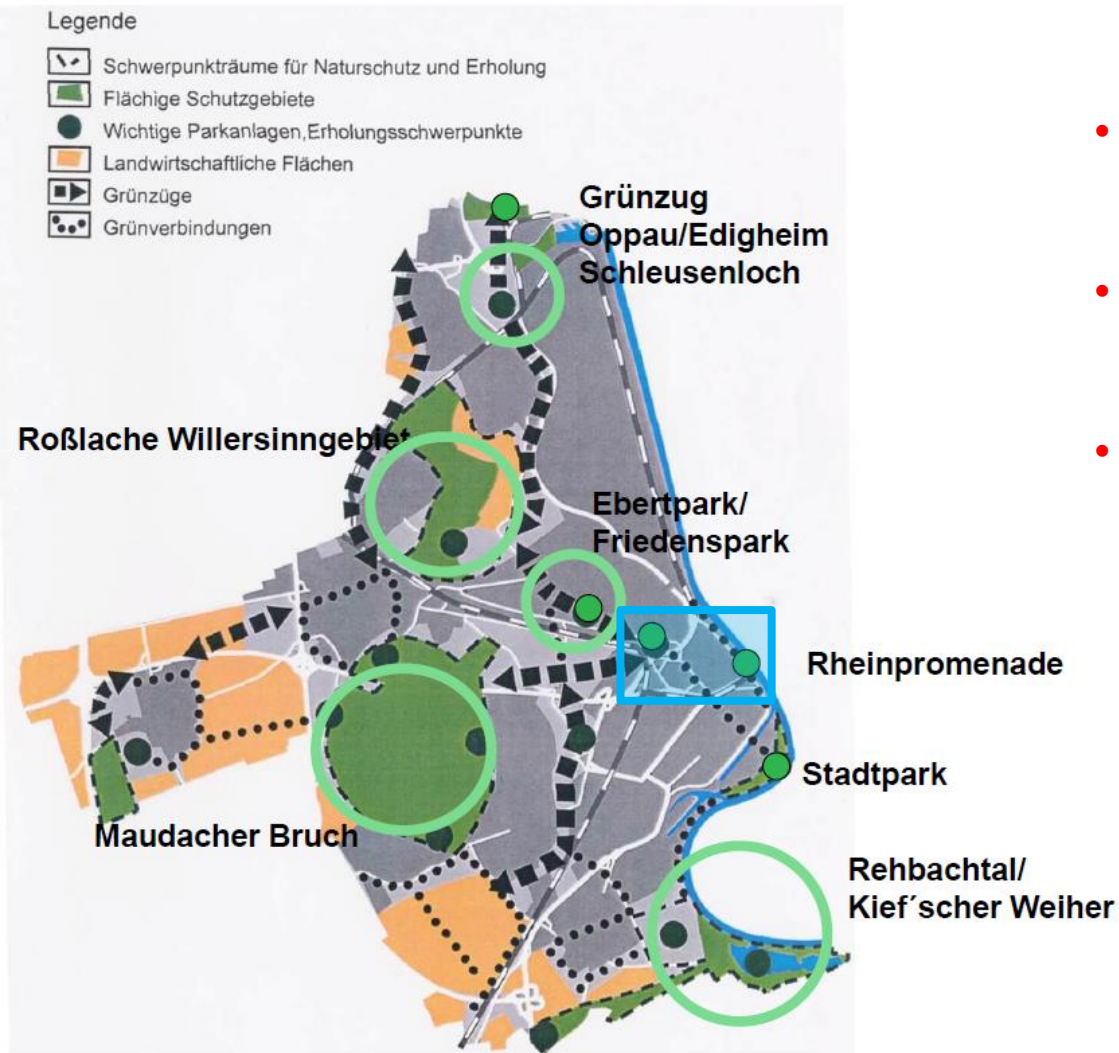 Legende
Schwerpunkträume für Naturschutz und Erholung
Flächige Schutzgebiete
Wichtige Parkanlagen,Erholungsschwerpunkte
Landwirtschaftliche Flächen
Grünzüge
Grünverbindungen
Grünzug
Oppau/Edigheim
Schleusenloch
Roßlache Willersinngebiet
Ebertpark/
Friedenspark
Rheinpromenade
Stadtpark
Maudacher Bruch
Rehbachtal/
Kief´scher Weiher